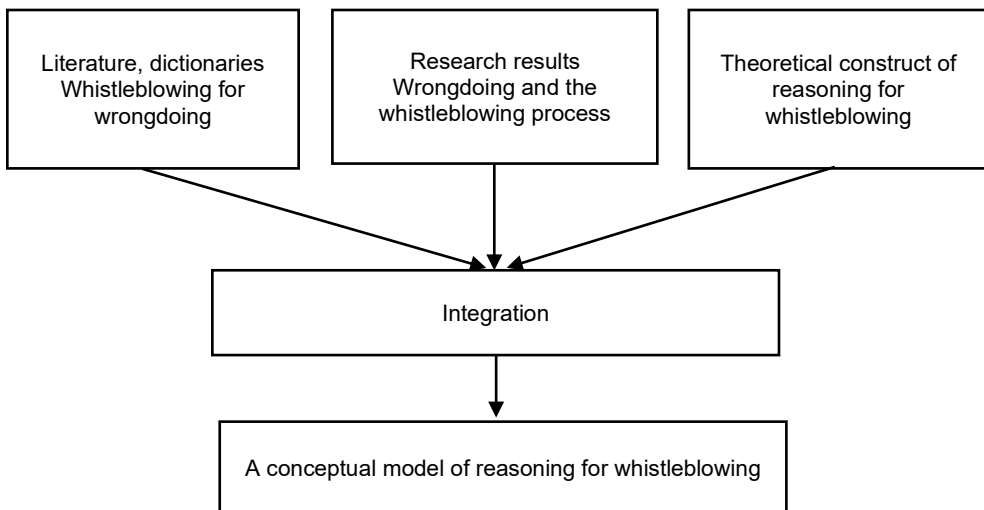 Literature, dictionaries
Whistleblowing for
wrongdoing
Research results
Wrongdoing and the
whistleblowing process
Theoretical construct of
reasoning for
whistleblowing
Integration
A conceptual model of reasoning for whistleblowing